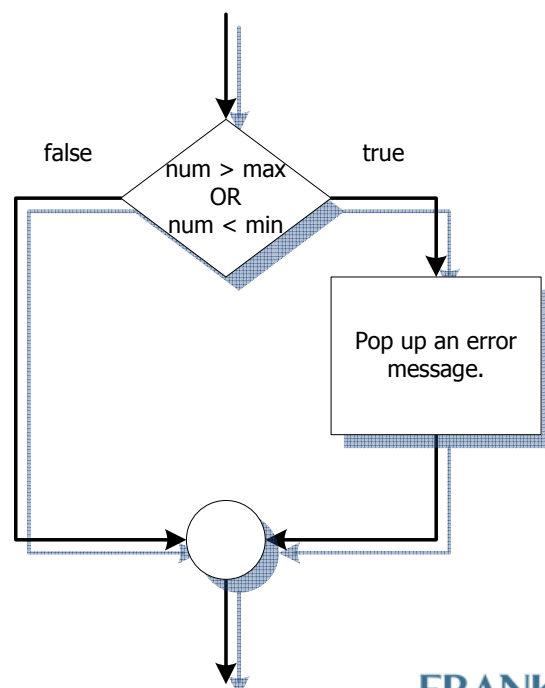 false
true
num > max
OR
num < min
Pop up an error
message.